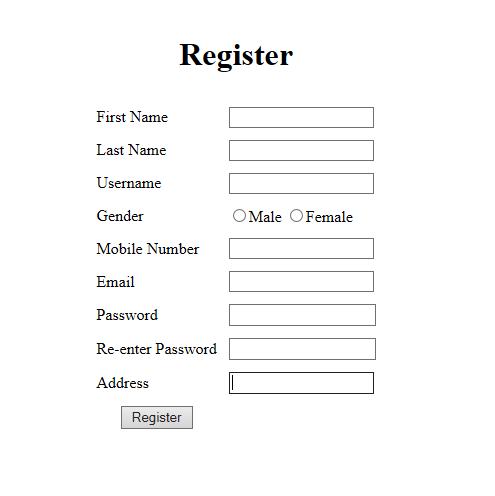 Register
First Name
Last Name
Username
Gender Male Female
Mobile Number
Email
Password
Re-enter Password
Address
Register